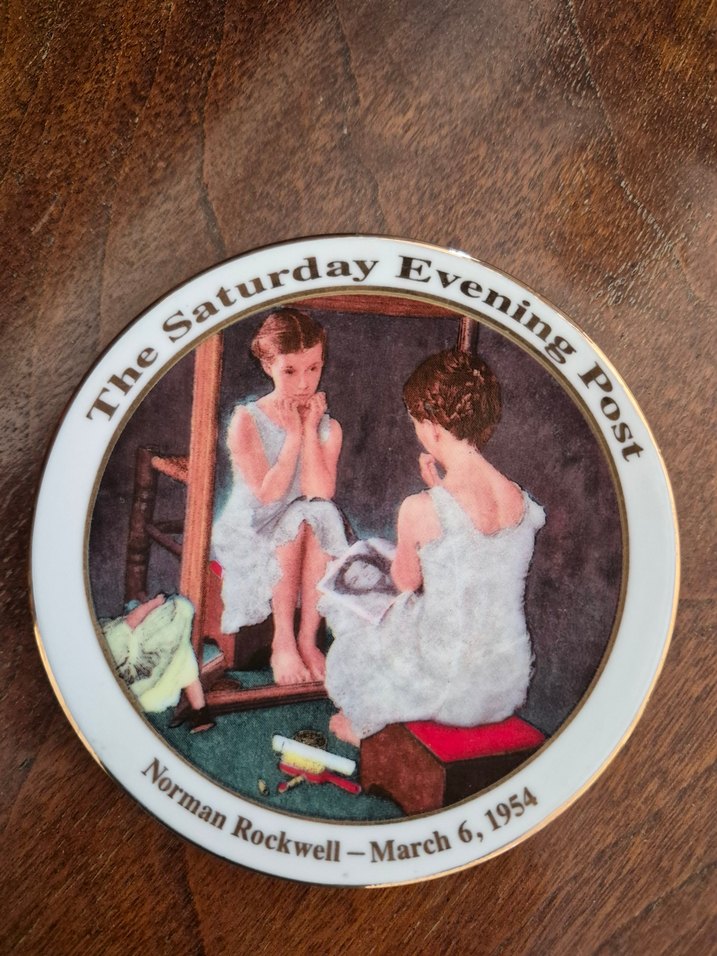 The Saturday Evening Post
Norman Rockwell – March 6, 1954